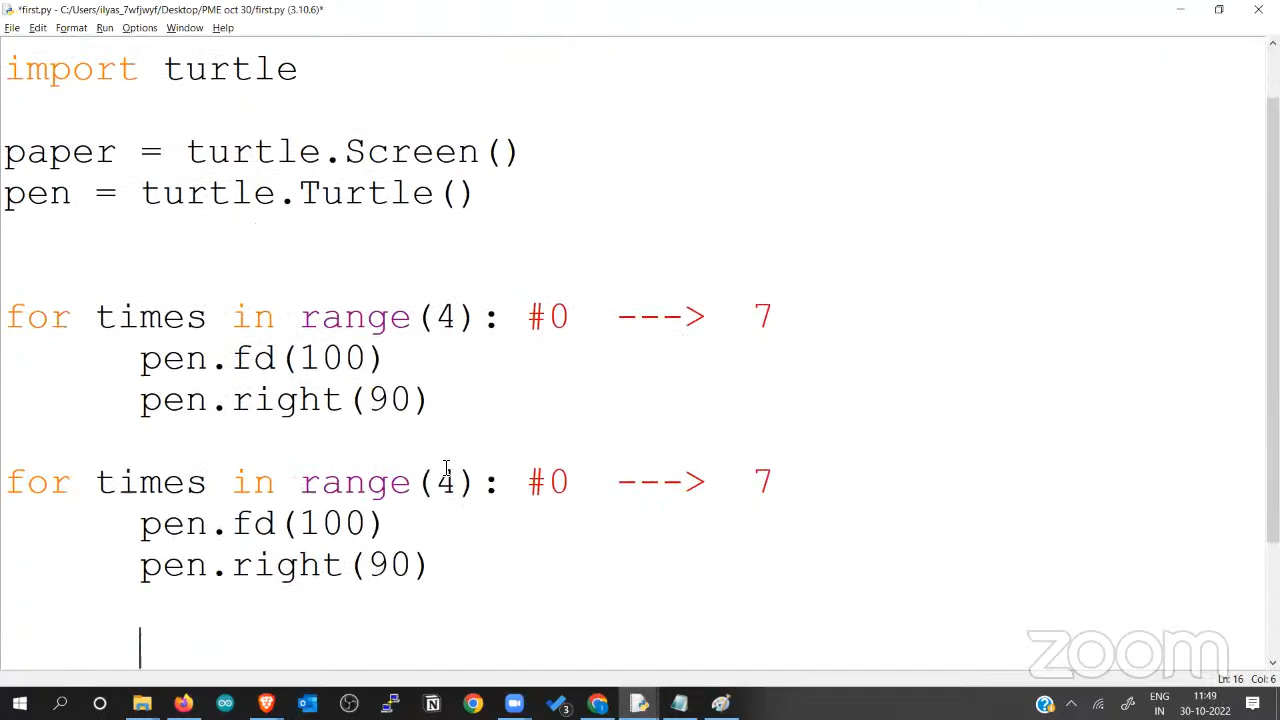 *first.py - C:/Users/ilyas_7wfjwyf/Desktop/PME oct 30/first.py (3.10.6)*
File Edit Format Run Options Window Help
import turtle
paper = turtle.Screen()
pen = turtle.Turtle()
for times in range(4): #0 ---> 7
pen.fd(100)
pen.right(90)
for times in range(4): #0 ---> 7
pen.fd(100)
pen.right(90)
zoom
Ln: 16 Col: 6
3
ENG
IN
11:49
30-10-2022